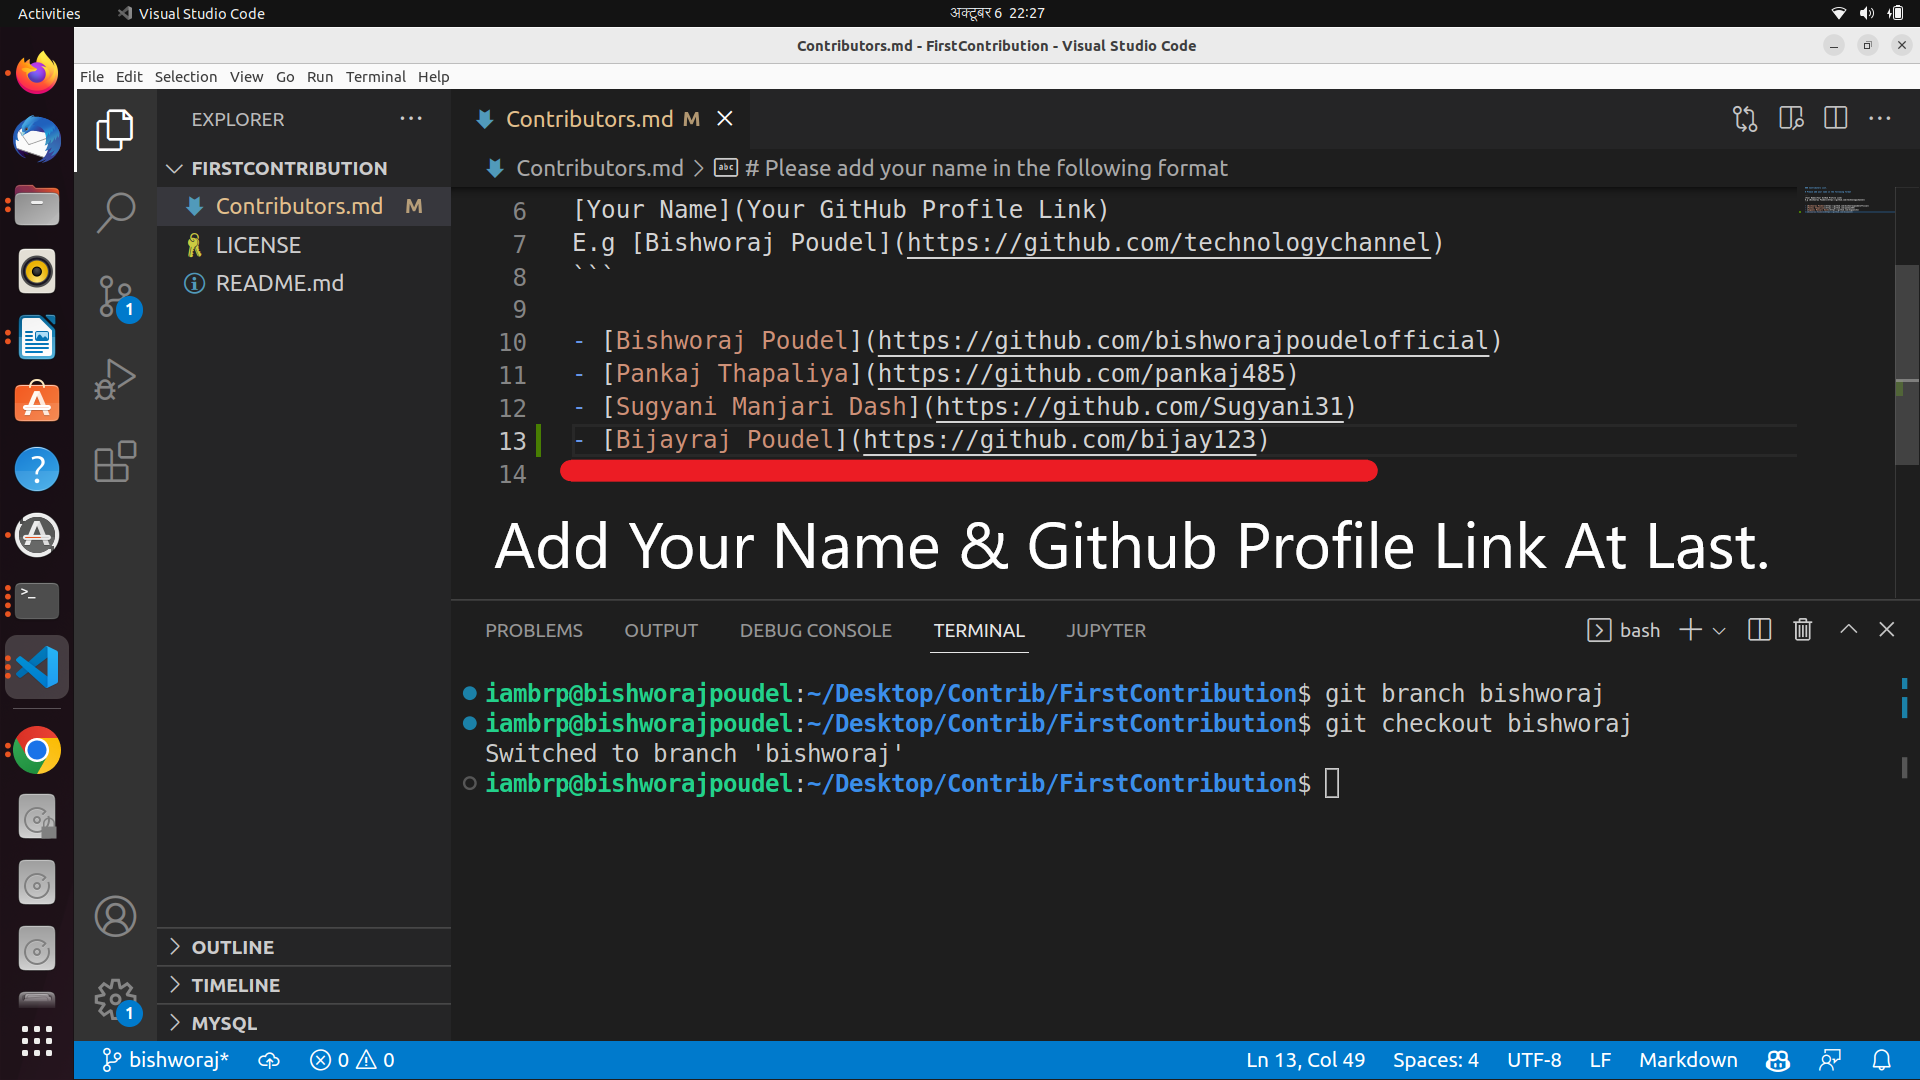 Activities
Visual Studio Code
अक्टूबर 6 22:27
Contributors.md - FirstContribution - Visual Studio Code
File Edit Selection View Go Run Terminal Help
EXPLORER
FIRSTCONTRIBUTION
Contributors.md M
LICENSE
README.md
OUTLINE
TIMELINE
MYSQL
1
1
Contributors.md M
Contributors.md > # Please add your name in the following format
6 [Your Name](Your GitHub Profile Link)
7 E.g [Bishworaj Poudel](https://github.com/technologychannel)
8 ```
9
10 - [Bishworaj Poudel](https://github.com/bishworajpoudelofficial)
11 - [Pankaj Thapaliya](https://github.com/pankaj485)
12 - [Sugyani Manjari Dash](https://github.com/Sugyani31)
13 - [Bijayraj Poudel](https://github.com/bijay123)
14
Add Your Name & Github Profile Link At Last.
PROBLEMS OUTPUT DEBUG CONSOLE TERMINAL JUPYTER
bash
iambrp@bishworajpoudel:~/Desktop/Contrib/FirstContribution$ git branch bishworaj
iambrp@bishworajpoudel:~/Desktop/Contrib/FirstContribution$ git checkout bishworaj
Switched to branch 'bishworaj'
iambrp@bishworajpoudel:~/Desktop/Contrib/FirstContribution$
bishworaj* 0 0 Ln 13, Col 49 Spaces: 4 UTF-8 LF Markdown